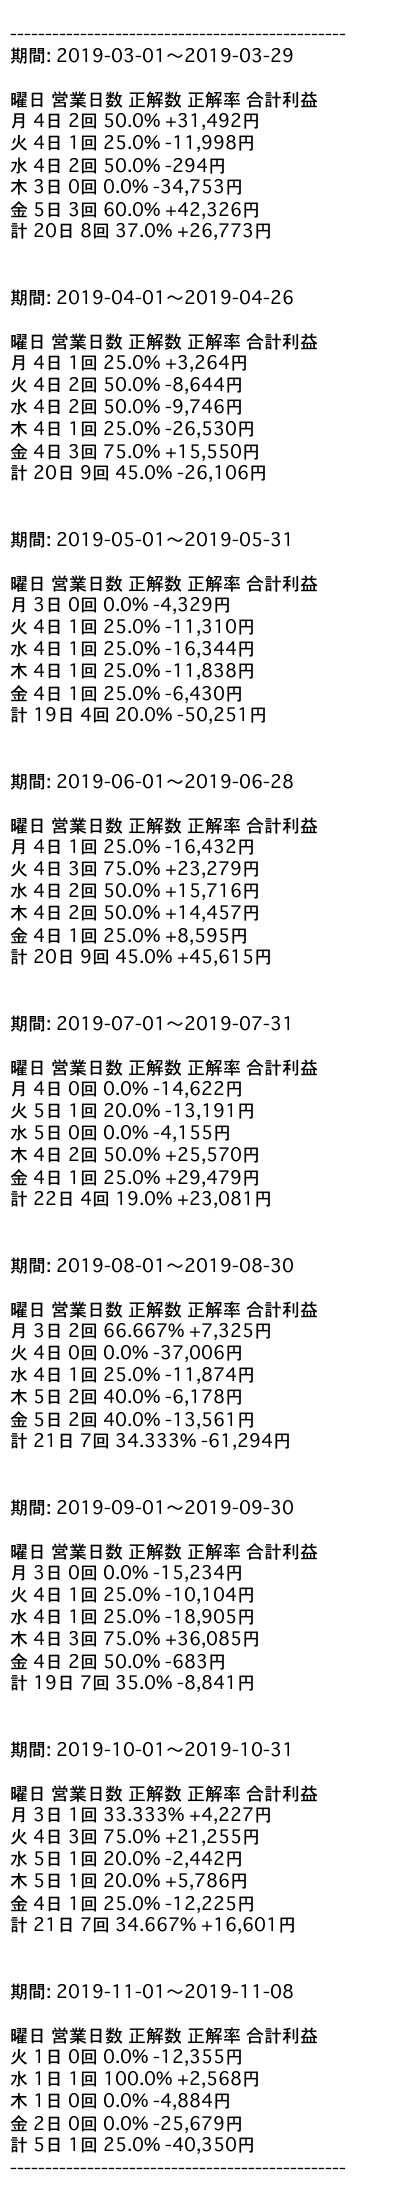 ------------------------------------------------
期間: 2019-03-01～2019-03-29
曜日 営業日数 正解数 正解率 合計利益
月 4日 2回 50.0% +31,492円
火 4日 1回 25.0% -11,998円
水 4日 2回 50.0% -294円
木 3日 0回 0.0% -34,753円
金 5日 3回 60.0% +42,326円
計 20日 8回 37.0% +26,773円
期間: 2019-04-01～2019-04-26
曜日 営業日数 正解数 正解率 合計利益
月 4日 1回 25.0% +3,264円
火 4日 2回 50.0% -8,644円
水 4日 2回 50.0% -9,746円
木 4日 1回 25.0% -26,530円
金 4日 3回 75.0% +15,550円
計 20日 9回 45.0% -26,106円
期間: 2019-05-01～2019-05-31
曜日 営業日数 正解数 正解率 合計利益
月 3日 0回 0.0% -4,329円
火 4日 1回 25.0% -11,310円
水 4日 1回 25.0% -16,344円
木 4日 1回 25.0% -11,838円
金 4日 1回 25.0% -6,430円
計 19日 4回 20.0% -50,251円
期間: 2019-06-01～2019-06-28
曜日 営業日数 正解数 正解率 合計利益
月 4日 1回 25.0% -16,432円
火 4日 3回 75.0% +23,279円
水 4日 2回 50.0% +15,716円
木 4日 2回 50.0% +14,457円
金 4日 1回 25.0% +8,595円
計 20日 9回 45.0% +45,615円
期間: 2019-07-01～2019-07-31
曜日 営業日数 正解数 正解率 合計利益
月 4日 0回 0.0% -14,622円
火 5日 1回 20.0% -13,191円
水 5日 0回 0.0% -4,155円
木 4日 2回 50.0% +25,570円
金 4日 1回 25.0% +29,479円
計 22日 4回 19.0% +23,081円
期間: 2019-08-01～2019-08-30
曜日 営業日数 正解数 正解率 合計利益
月 3日 2回 66.667% +7,325円
火 4日 0回 0.0% -37,006円
水 4日 1回 25.0% -11,874円
木 5日 2回 40.0% -6,178円
金 5日 2回 40.0% -13,561円
計 21日 7回 34.333% -61,294円
期間: 2019-09-01～2019-09-30
曜日 営業日数 正解数 正解率 合計利益
月 3日 0回 0.0% -15,234円
火 4日 1回 25.0% -10,104円
水 4日 1回 25.0% -18,905円
木 4日 3回 75.0% +36,085円
金 4日 2回 50.0% -683円
計 19日 7回 35.0% -8,841円
期間: 2019-10-01～2019-10-31
曜日 営業日数 正解数 正解率 合計利益
月 3日 1回 33.333% +4,227円
火 4日 3回 75.0% +21,255円
水 5日 1回 20.0% -2,442円
木 5日 1回 20.0% +5,786円
金 4日 1回 25.0% -12,225円
計 21日 7回 34.667% +16,601円
期間: 2019-11-01～2019-11-08
曜日 営業日数 正解数 正解率 合計利益
火 1日 0回 0.0% -12,355円
水 1日 1回 100.0% +2,568円
木 1日 0回 0.0% -4,884円
金 2日 0回 0.0% -25,679円
計 5日 1回 25.0% -40,350円
------------------------------------------------